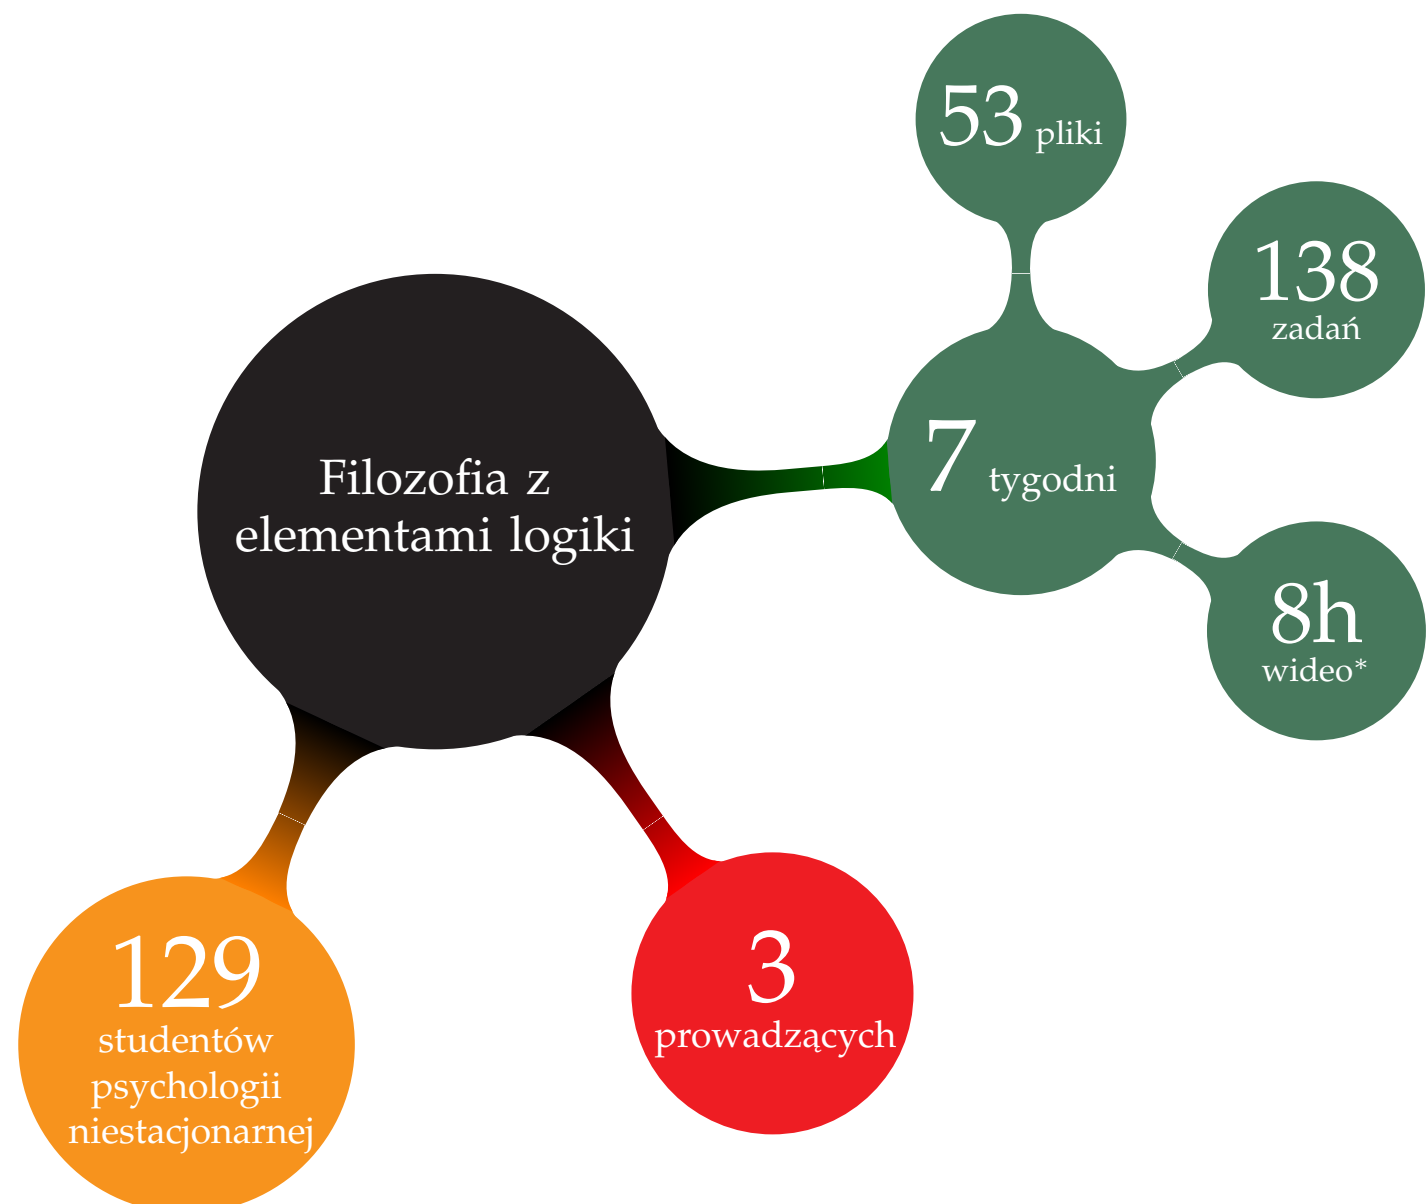 53 pliki
138
zadań
Filozofia z
elementami logiki
7 tygodni
8h
wideo*
129
studentów
psychologii
niestacjonarnej
3
prowadzących